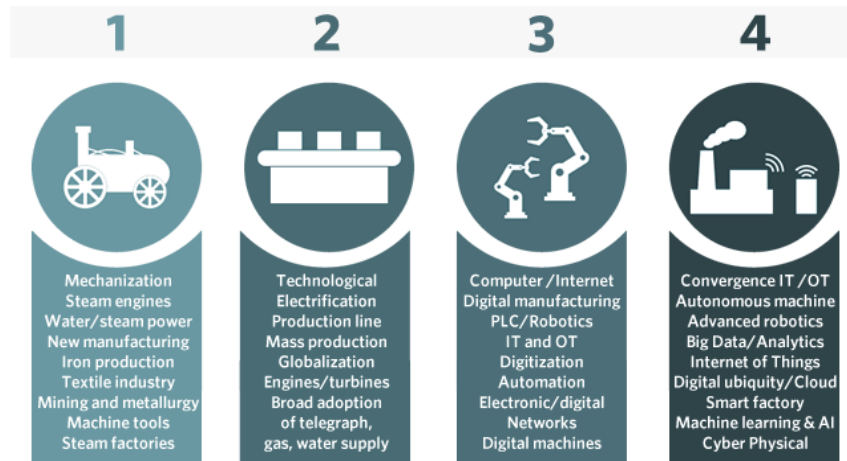 1
2
3
4
Mechanization
Steam engines
Water/steam power
New manufacturing
Iron production
Textile industry
Mining and metallurgy
Machine tools
Steam factories
Technological
Electrification
Production line
Mass production
Globalization
Engines/turbines
Broad adoption
of telegraph,
gas, water supply
Computer /Internet
Digital manufacturing
PLC/Robotics
IT and OT
Digitization
Automation
Electronic/digital
Networks
Digital machines
Convergence IT /OT
Autonomous machine
Advanced robotics
Big Data/Analytics
Internet of Things
Digital ubiquity/Cloud
Smart factory
Machine learning & AI
Cyber Physical